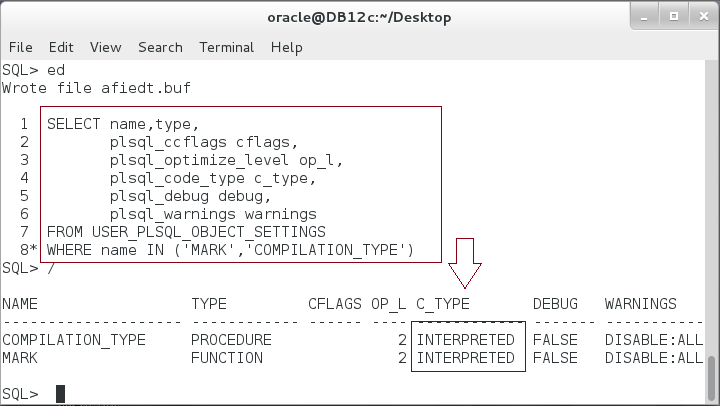 oracle@DB12c:~/Desktop
File Edit View Search Terminal Help
SQL> ed
Wrote file afiedt.buf
1 SELECT name,type,
2 plsql_ccflags cflags,
3 plsql_optimize_level op_l,
4 plsql_code_type c_type,
5 plsql_debug debug,
6 plsql_warnings warnings
7 FROM USER_PLSQL_OBJECT_SETTINGS
8* WHERE name IN ('MARK','COMPILATION_TYPE')
SQL> /
NAME TYPE CFLAGS OP_L C_TYPE DEBUG WARNINGS
-------------------- ------------ ------ ---- ------------ ------- -----------
COMPILATION_TYPE PROCEDURE 2 INTERPRETED FALSE DISABLE:ALL
MARK FUNCTION 2 INTERPRETED FALSE DISABLE:ALL
SQL>